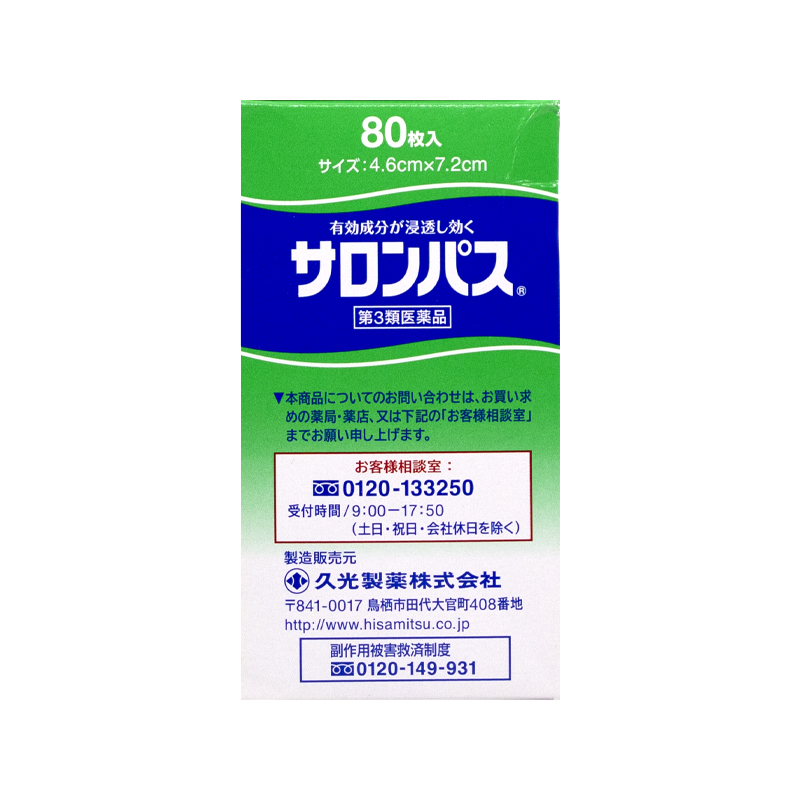 80枚入
サイズ:4.6cm×7.2cm
有効成分が浸透し効く
サロンパス®
第3類医薬品
▼本商品についてのお問い合わせは、お買い求
めの薬局・薬店、又は下記の「お客様相談室」
までお願い申し上げます。
お客様相談室:
0120-133250
受付時間/9:00-17:50
(土日・祝日・会社休日を除く)
製造販売元
久光製薬株式会社
〒841-0017 鳥栖市田代大官町408番地
http://www.hisamitsu.co.jp
副作用被害救済制度
0120-149-931